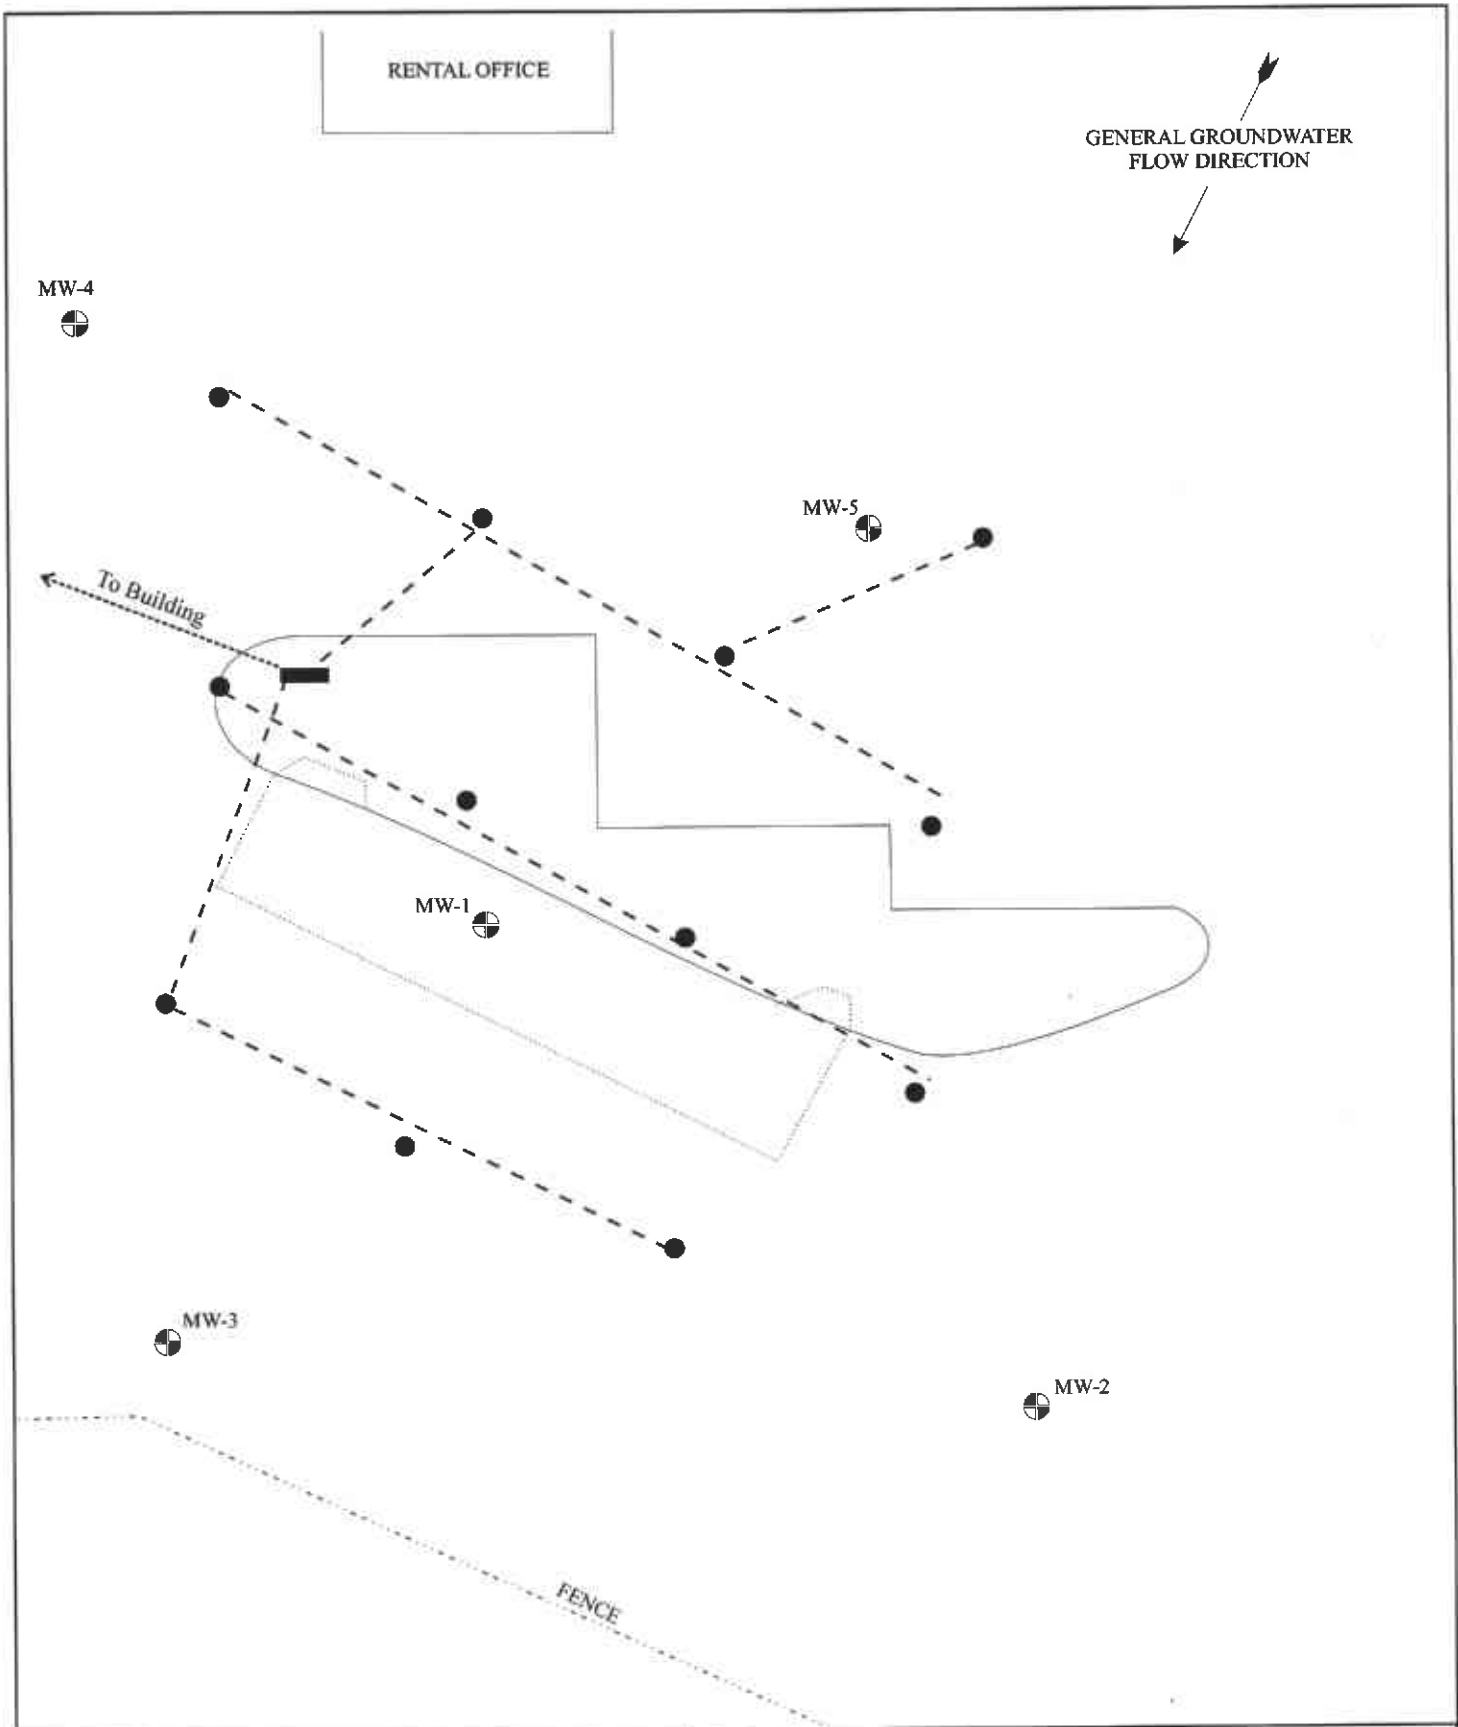 RENTAL OFFICE
GENERAL GROUNDWATER
FLOW DIRECTION
MW-4
MW-5
To Building
MW-1
MW-3
MW-2
FENCE